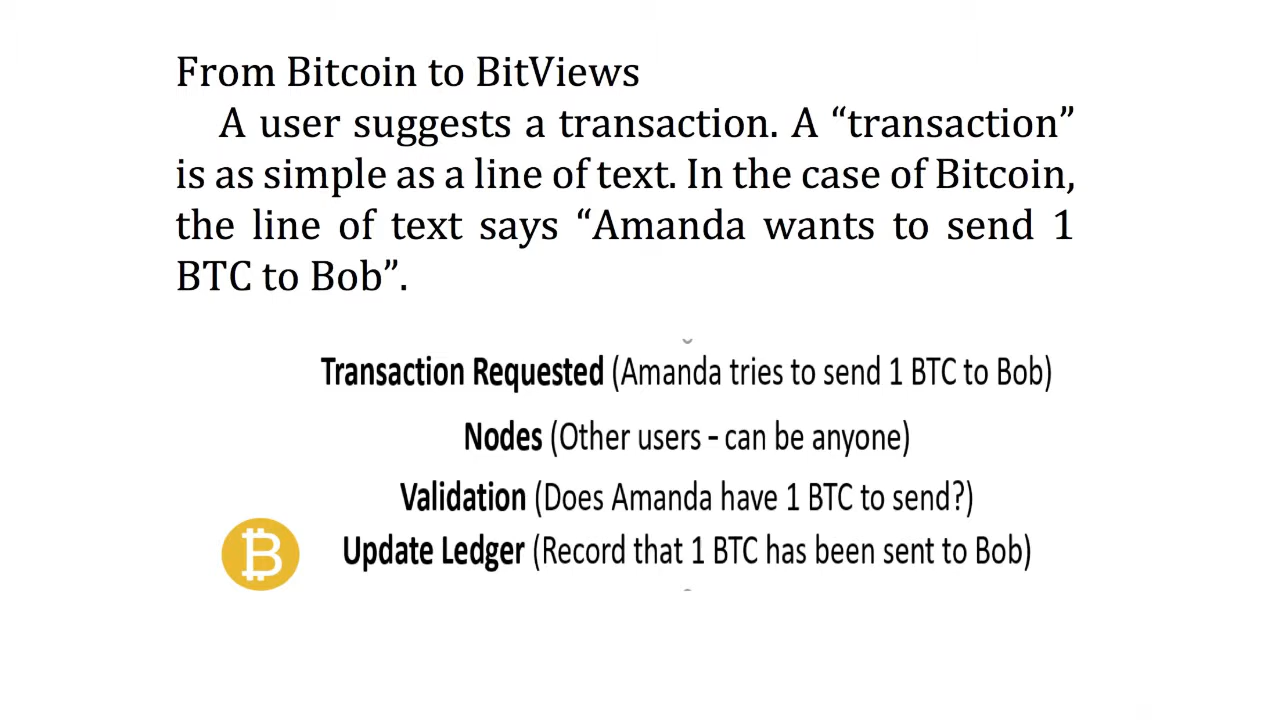 From Bitcoin to BitViews
A user suggests a transaction. A “transaction”
is as simple as a line of text. In the case of Bitcoin,
the line of text says “Amanda wants to send 1
BTC to Bob”.
Transaction Requested (Amanda tries to send 1 BTC to Bob)
Nodes (Other users - can be anyone)
Validation (Does Amanda have 1 BTC to send?)
Update Ledger (Record that 1 BTC has been sent to Bob)